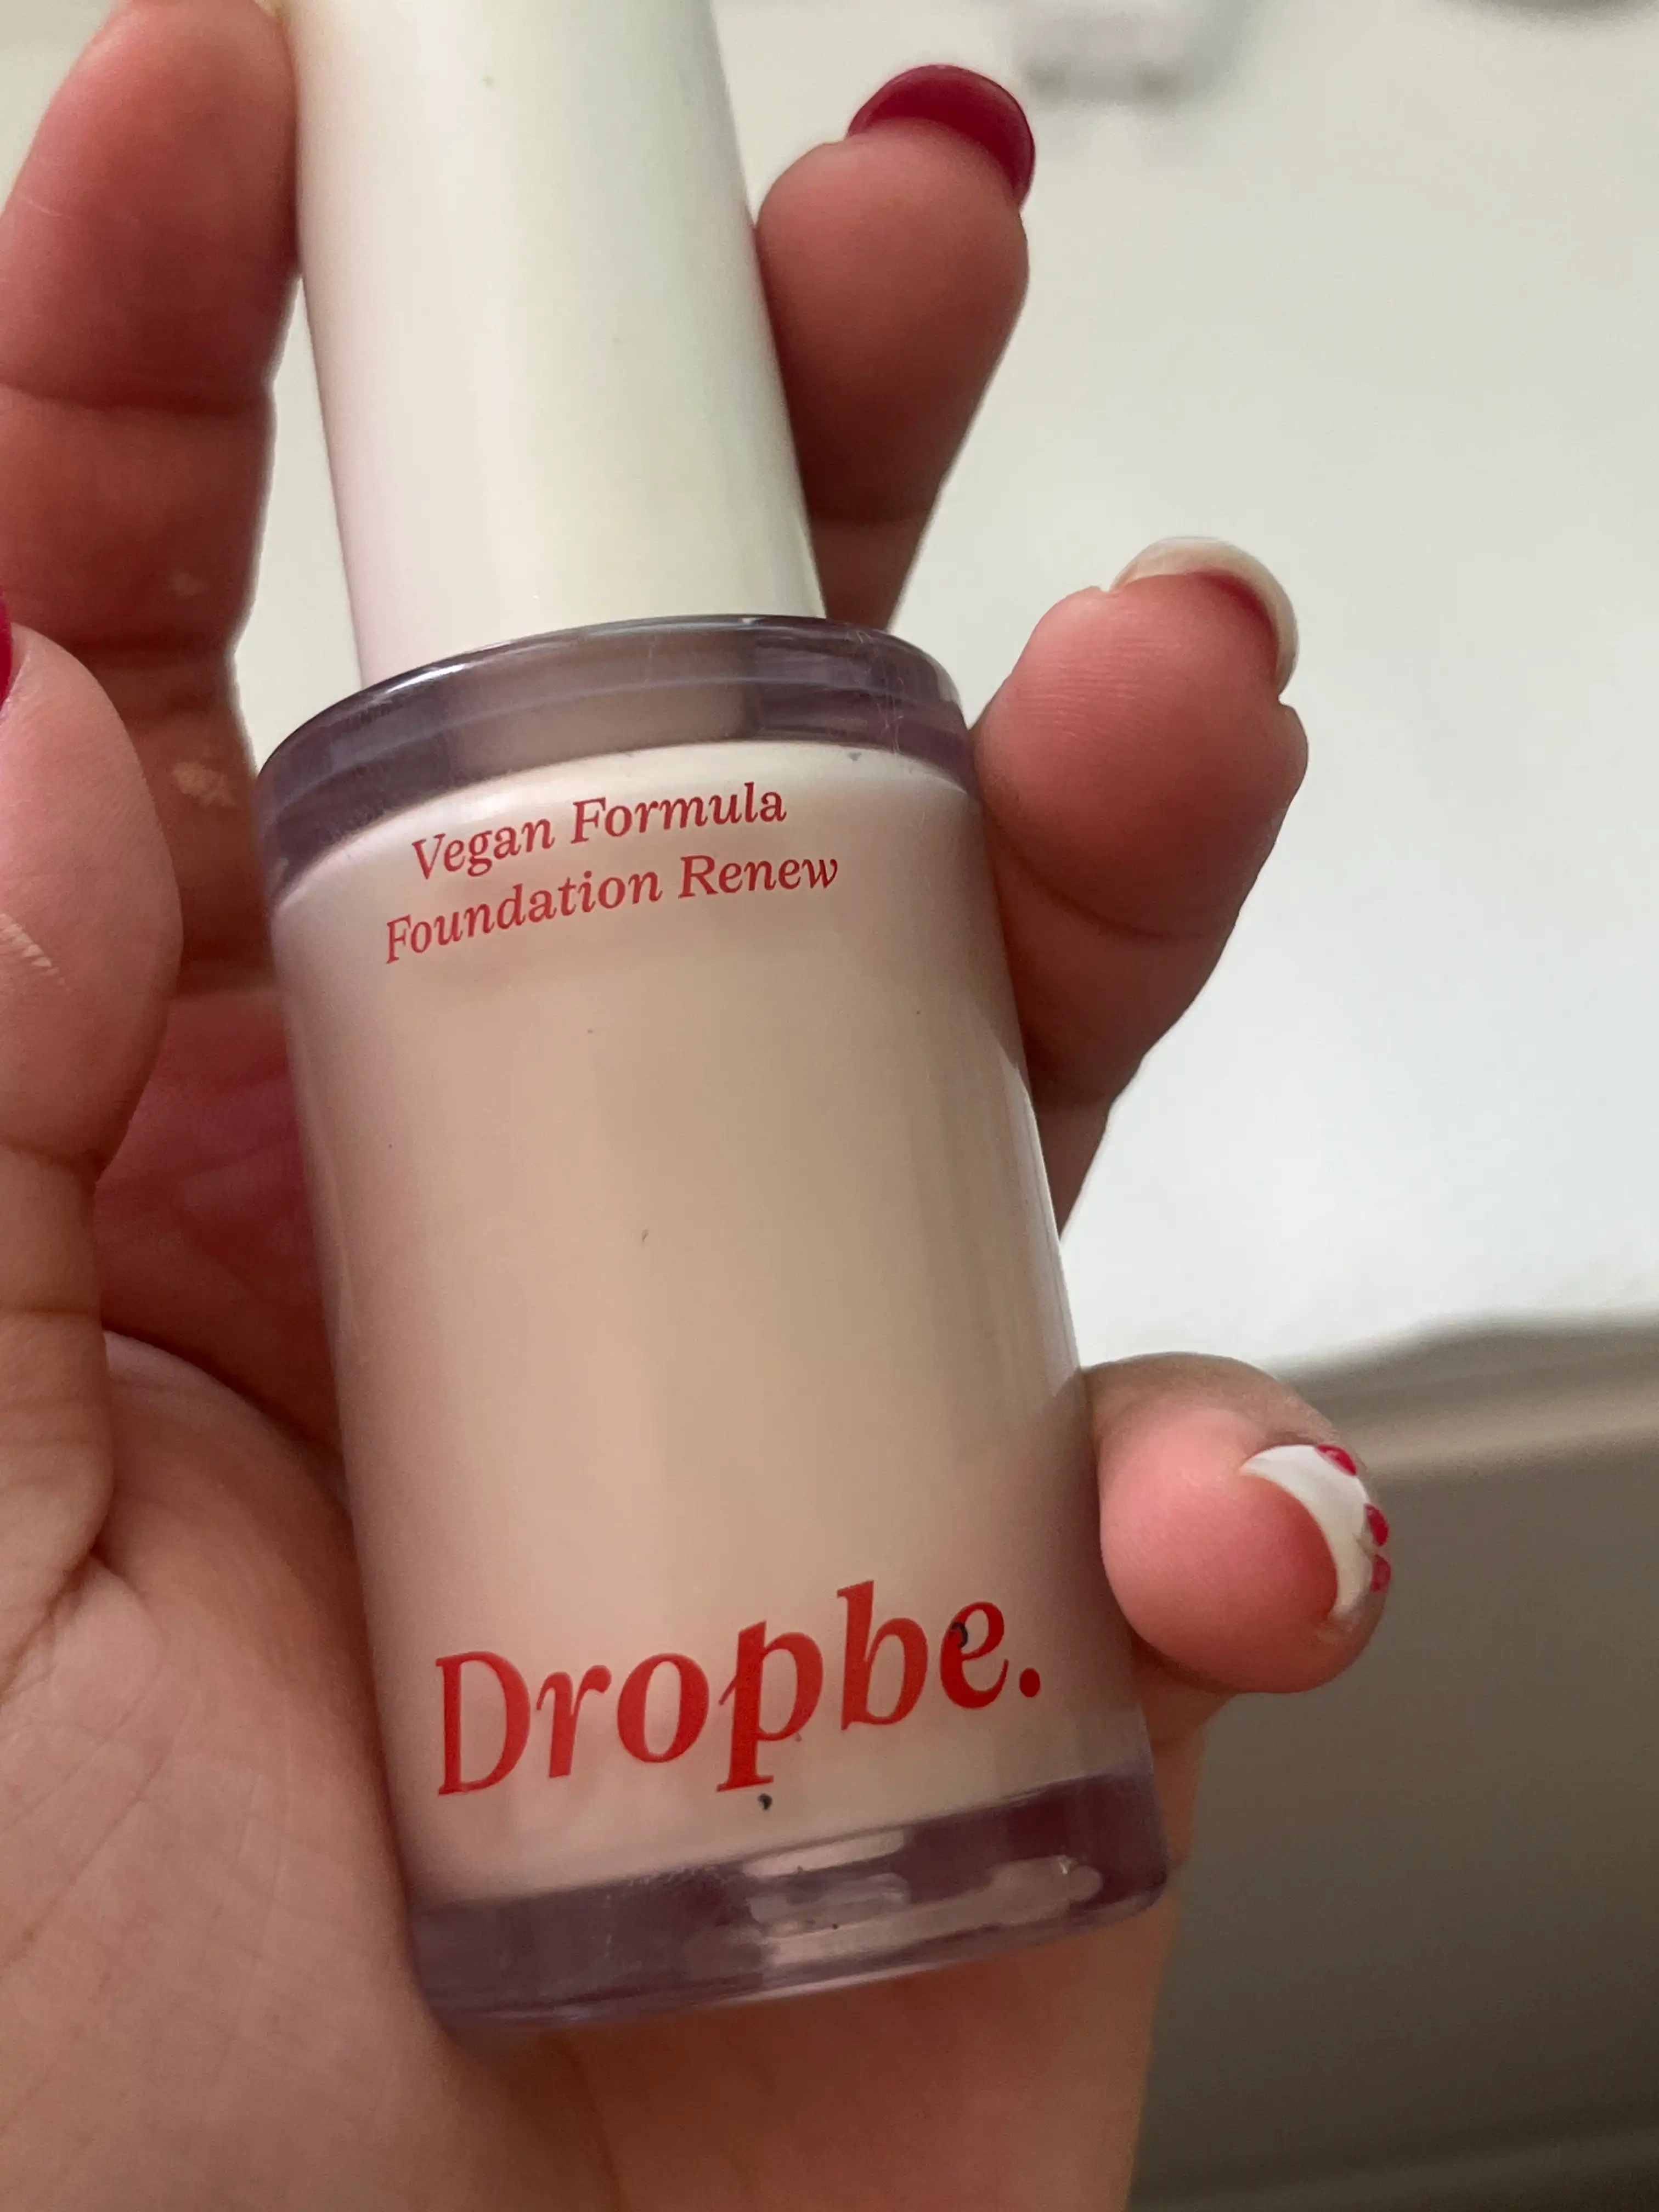 Vegan Formula
Foundation Renew
Dropbe.